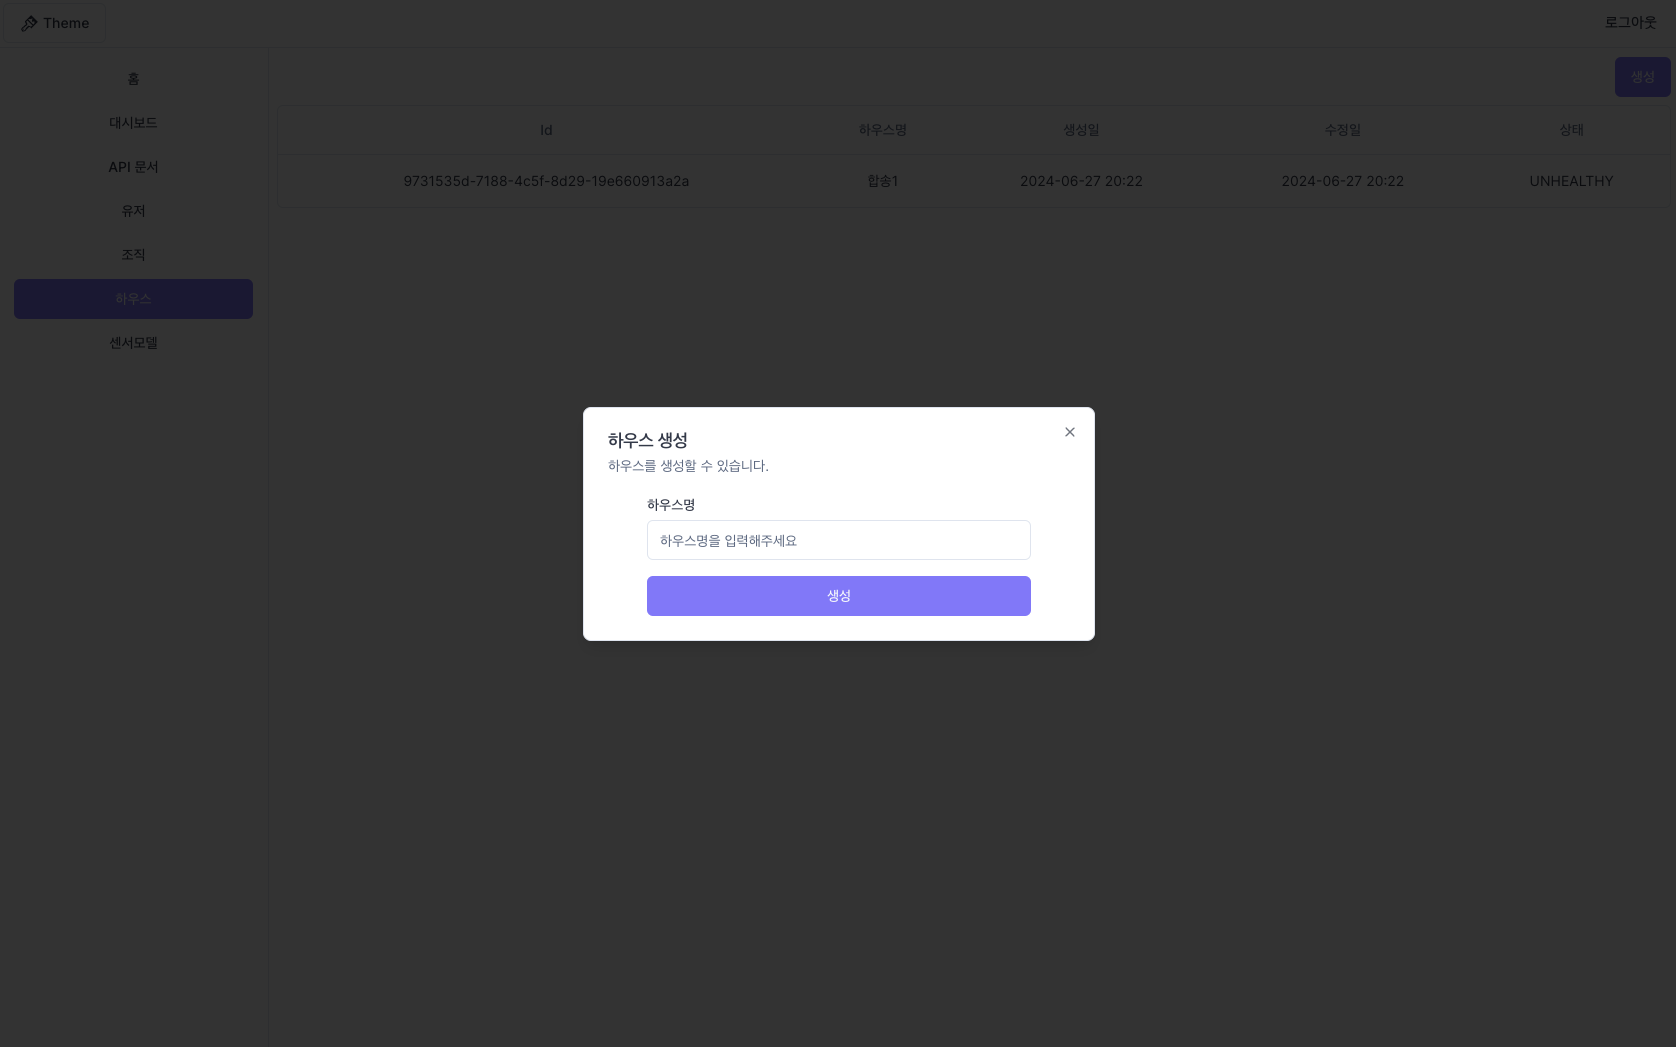 Theme
로그아웃
홈
대시보드
API 문서
유저
조직
하우스
센서모델
생성
Id 하우스명 생성일 수정일 상태
9731535d-7188-4c5f-8d29-19e660913a2a 합송1 2024-06-27 20:22 2024-06-27 20:22 UNHEALTHY
하우스 생성
하우스를 생성할 수 있습니다.
하우스명
하우스명을 입력해주세요
생성